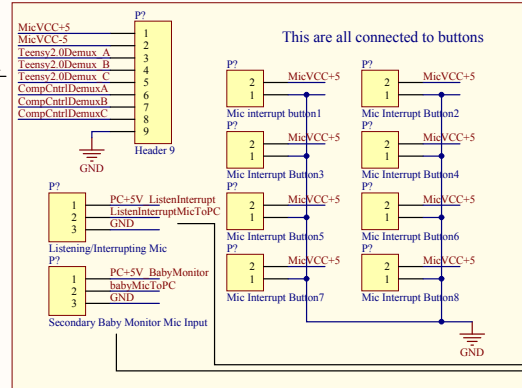 P?
MicVCC+5
MicVCC-5
Teensy2.0Demux_A
Teensy2.0Demux_B
Teensy2.0Demux_C
CompCntrlDemuxA
CompCntrlDemuxB
CompCntrlDemuxC
1
2
3
4
5
6
7
8
9
Header 9
GND
This are all connected to buttons
P?
2
1
MicVCC+5
Mic interrupt button1
P?
2
1
MicVCC+5
Mic Interrupt Button2
P?
2
1
MicVCC+5
Mic Interrupt Button3
P?
2
1
MicVCC+5
Mic Interrupt Button4
P?
2
1
MicVCC+5
Mic Interrupt Button5
P?
2
1
MicVCC+5
Mic Interrupt Button6
P?
2
1
MicVCC+5
Mic Interrupt Button7
P?
2
1
MicVCC+5
Mic Interrupt Button8
GND
P?
1
2
3
PC+5V_ListenInterrupt
ListenInterruptMicToPC
GND
Listening/Interrupting Mic
P?
1
2
3
PC+5V_BabyMonitor
babyMicToPC
GND
Secondary Baby Monitor Mic Input